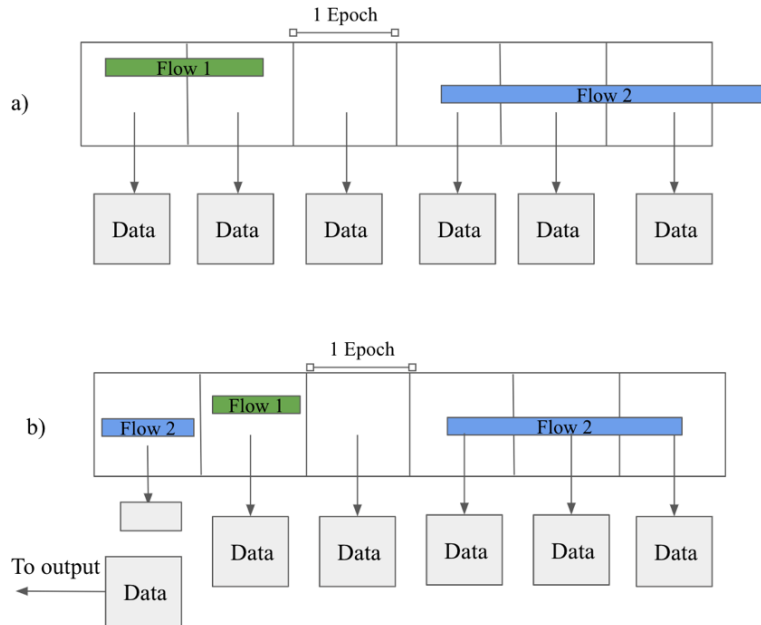 1 Epoch
Flow 1
Flow 2
a)
Data Data Data Data Data Data
1 Epoch
Flow 1
b)
Flow 2
Flow 2
Data Data Data Data Data
To output
Data